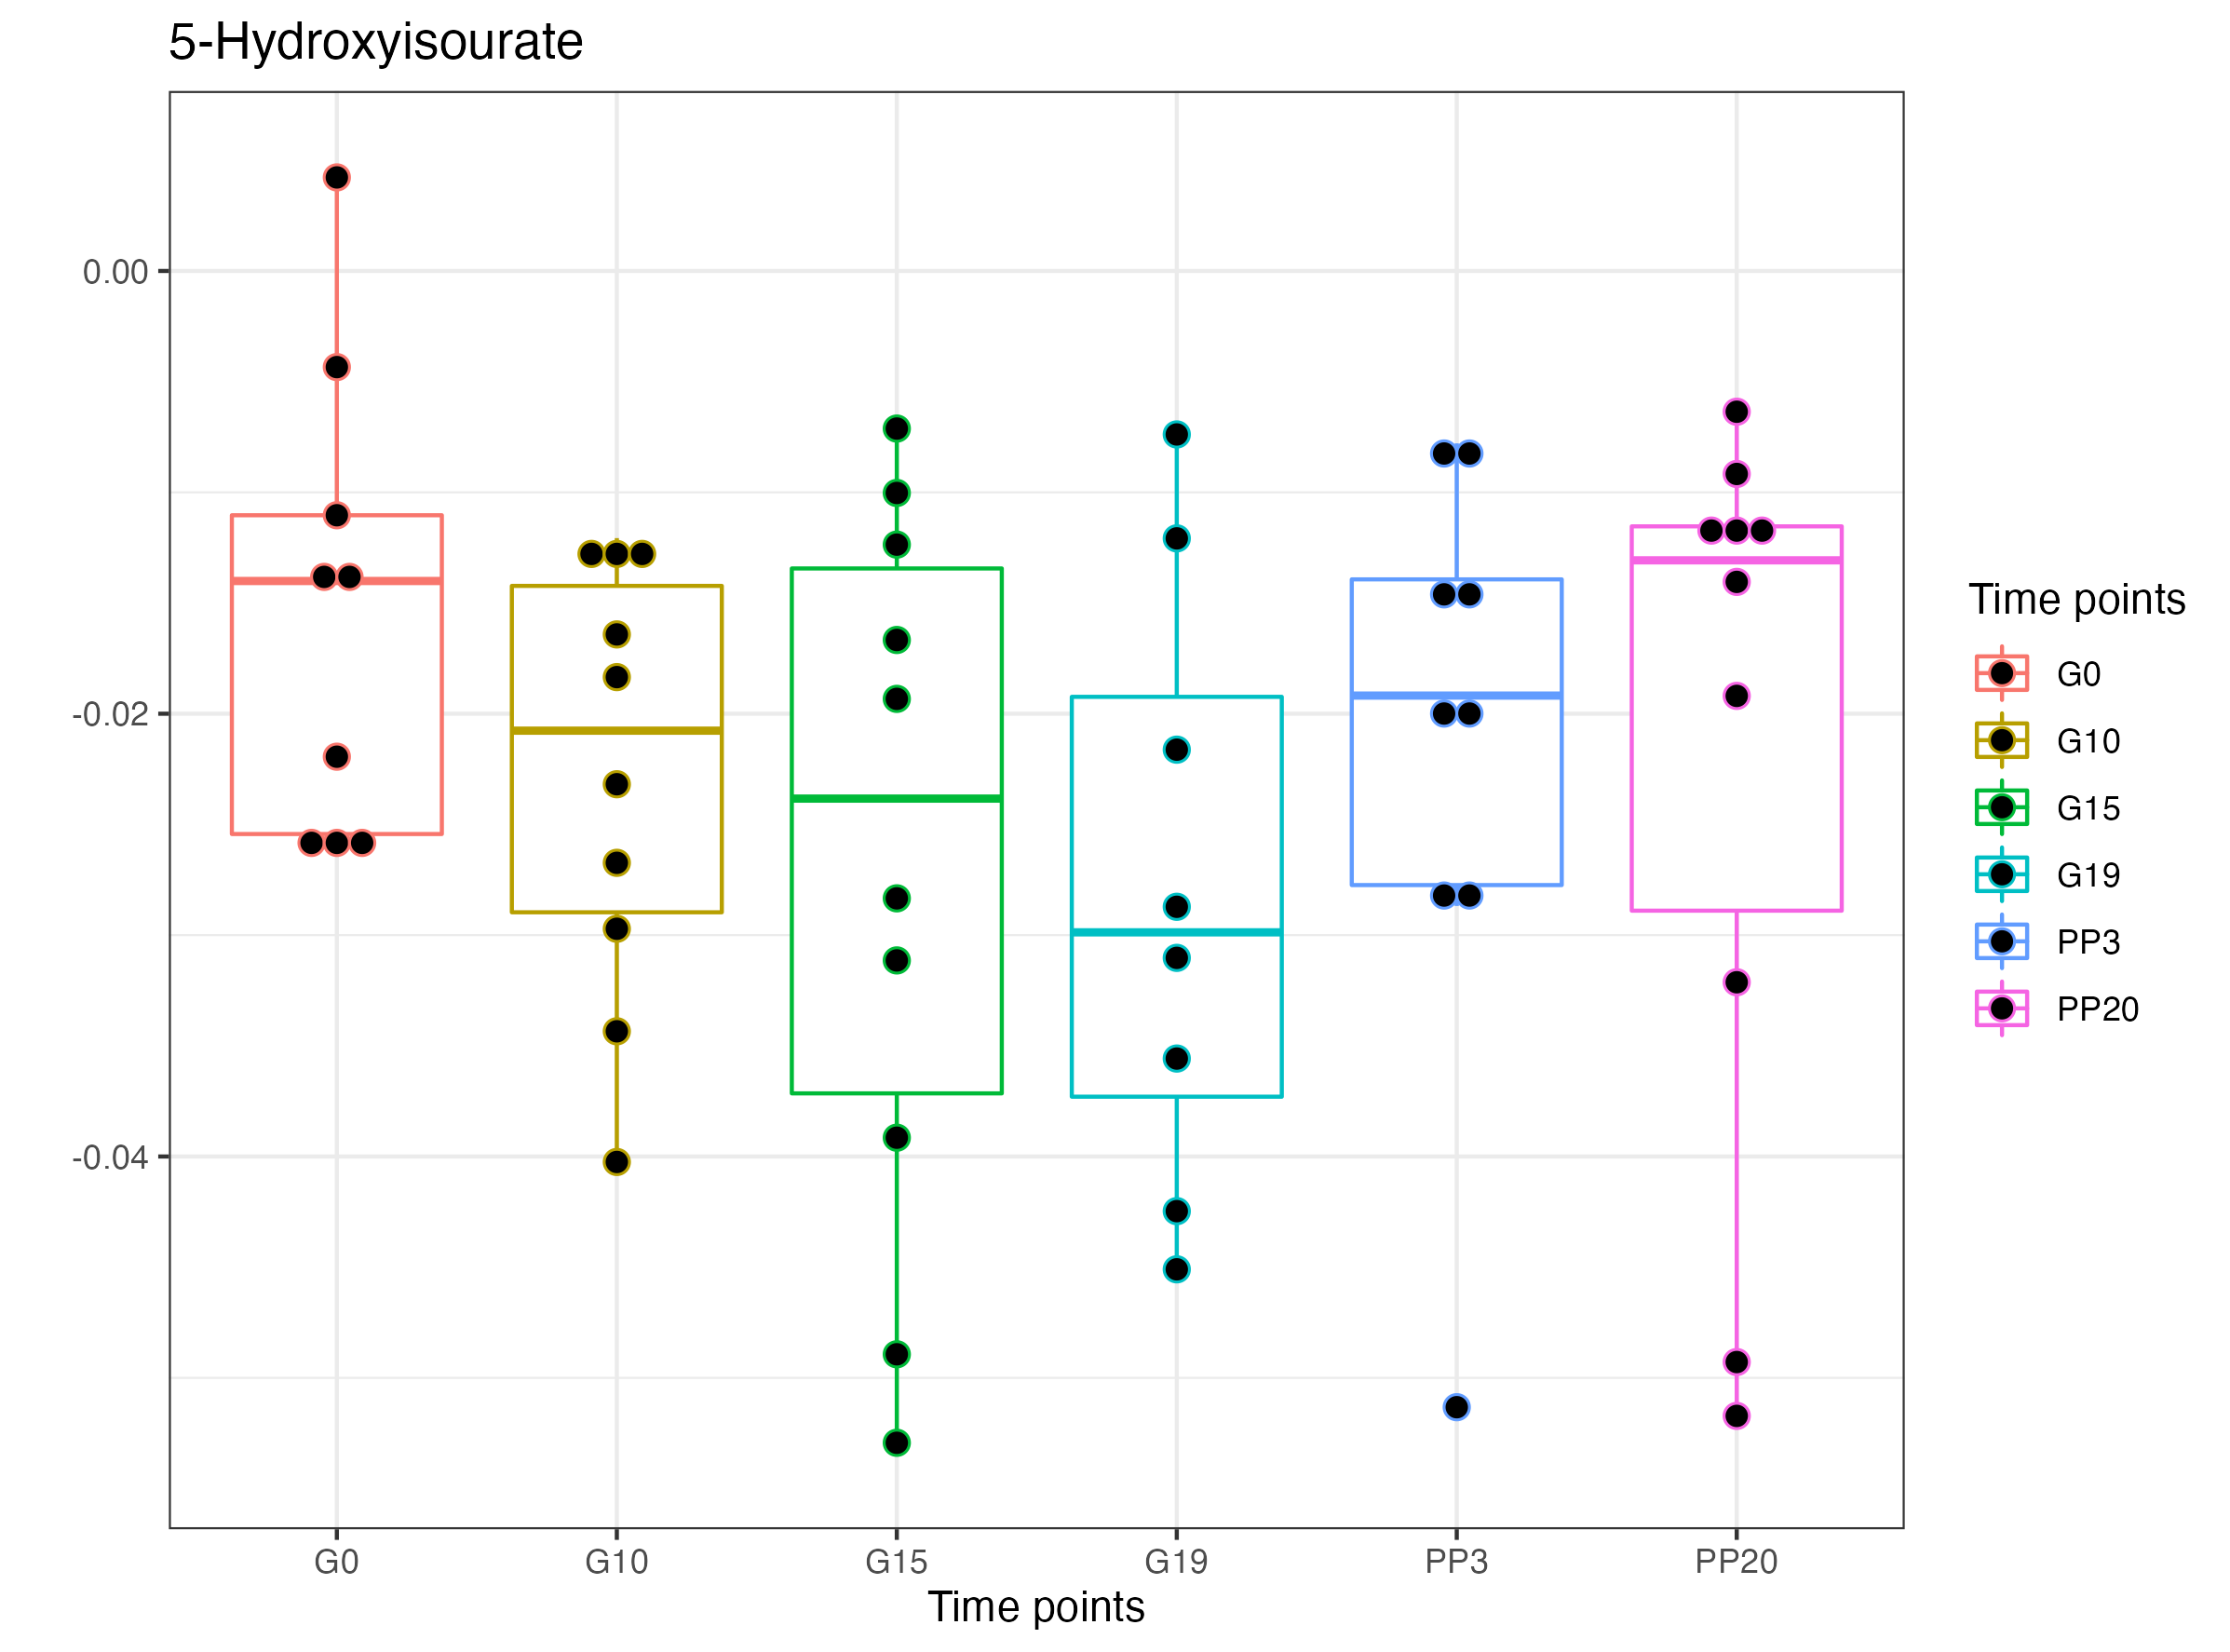 5-Hydroxyisourate
0.00
-0.02
-0.04
G0 G10 G15 G19 PP3 PP20
Time points
Time points
G0
G10
G15
G19
PP3
PP20